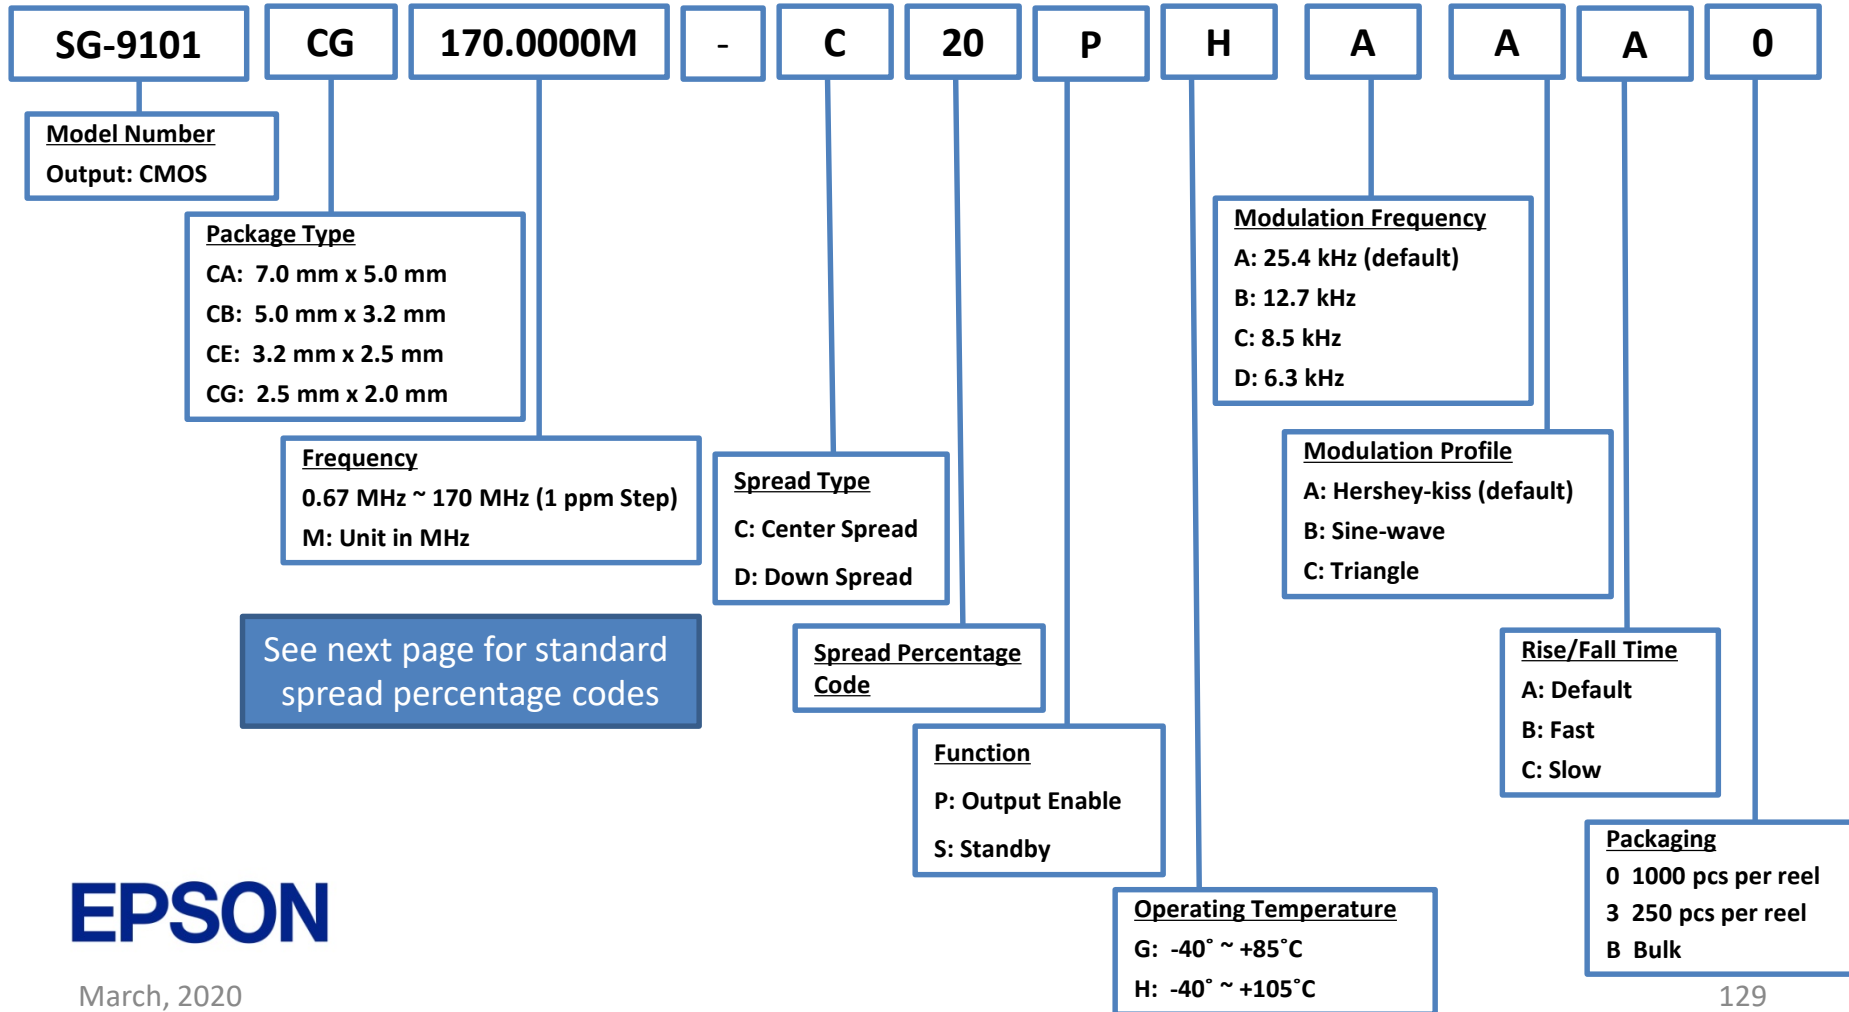 SG-9101 CG 170.0000M - C 20 P H A A A 0
Model Number
Output: CMOS
Package Type
CA: 7.0 mm x 5.0 mm
CB: 5.0 mm x 3.2 mm
CE: 3.2 mm x 2.5 mm
CG: 2.5 mm x 2.0 mm
Frequency
0.67 MHz ~ 170 MHz (1 ppm Step)
M: Unit in MHz
Spread Type
C: Center Spread
D: Down Spread
See next page for standard
spread percentage codes
Spread Percentage
Code
Function
P: Output Enable
S: Standby
Operating Temperature
G: -40˚ ~ +85˚C
H: -40˚ ~ +105˚C
Modulation Frequency
A: 25.4 kHz (default)
B: 12.7 kHz
C: 8.5 kHz
D: 6.3 kHz
Modulation Profile
A: Hershey-kiss (default)
B: Sine-wave
C: Triangle
Rise/Fall Time
A: Default
B: Fast
C: Slow
Packaging
0 1000 pcs per reel
3 250 pcs per reel
B Bulk
EPSON
March, 2020
129